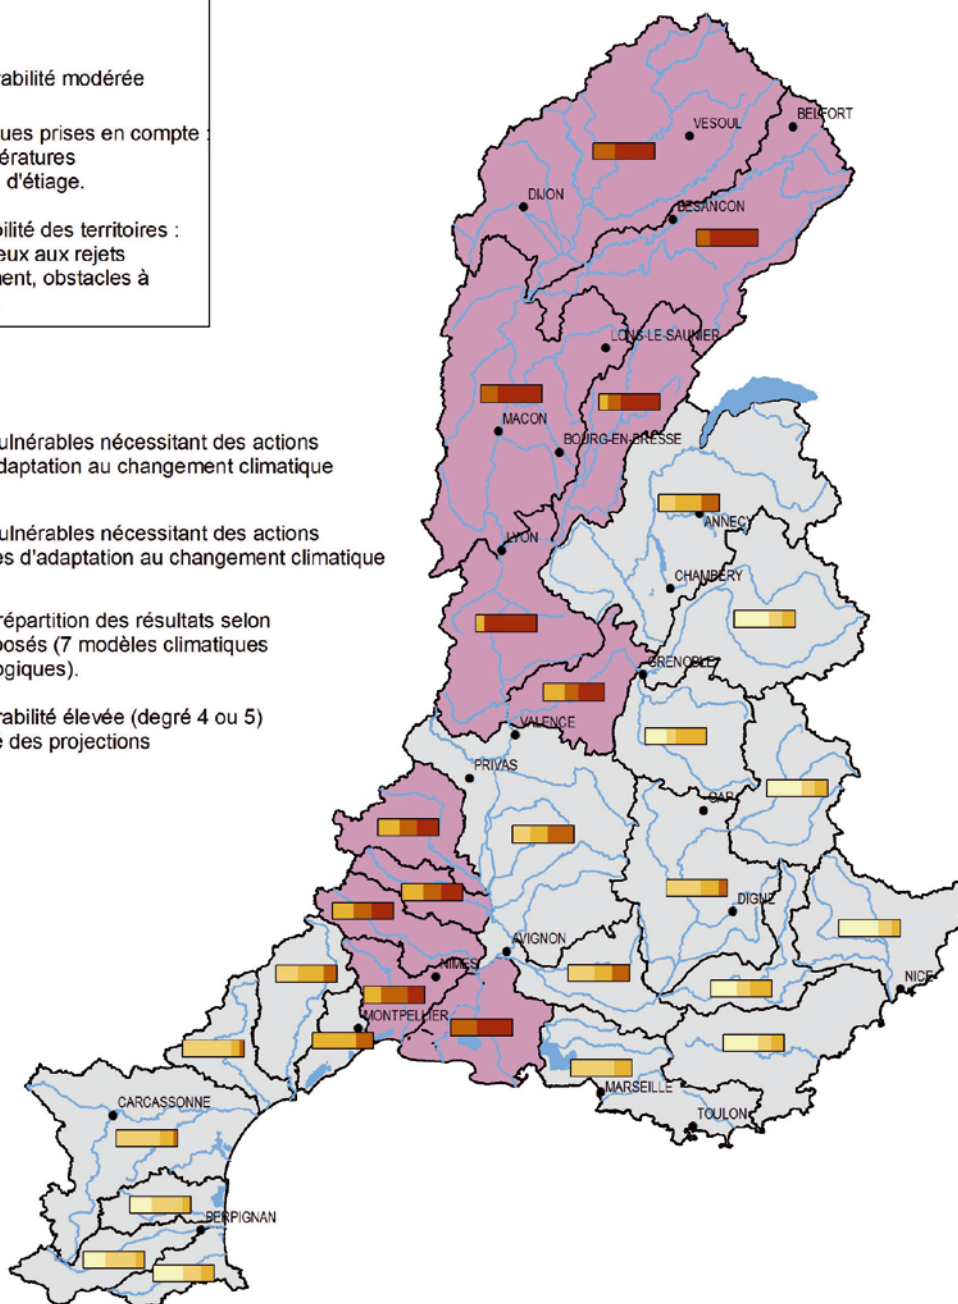 rabilité modérée
ues prises en compte :
ératures
d'étiage.
ilité des territoires :
eux aux rejets
ent, obstacles à
ulnérables nécessitant des actions
daptation au changement climatique
ulnérables nécessitant des actions
es d'adaptation au changement climatique
répartition des résultats selon
posés (7 modèles climatiques
ogiques).
rabilité élevée (degré 4 ou 5)
é des projections
VESOUL
BELFORT
DIJON
BESANCON
LONS-LE-SAUNIER
MACON
BOURG-EN-BRESSE
ANNECY
LYON
CHAMBERY
GRENOBLE
VALENCE
PRIVAS
GAP
DIGNE
AVIGNON
NIMES
NICE
MONTPELLIER
MARSEILLE
CARCASSONNE
TOULON
PERPIGNAN